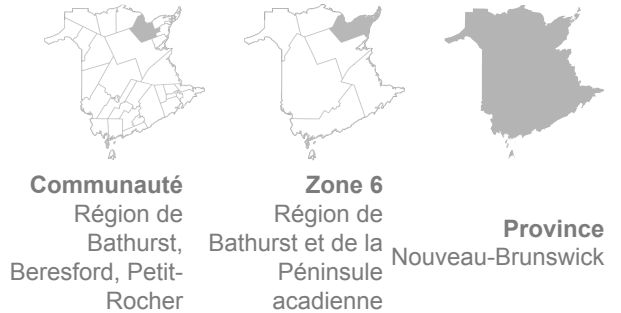 Communauté
Région de
Bathurst,
Beresford, Petit-
Rocher
Zone 6
Région de
Bathurst et de la
Péninsule
acadienne
Province
Nouveau-Brunswick